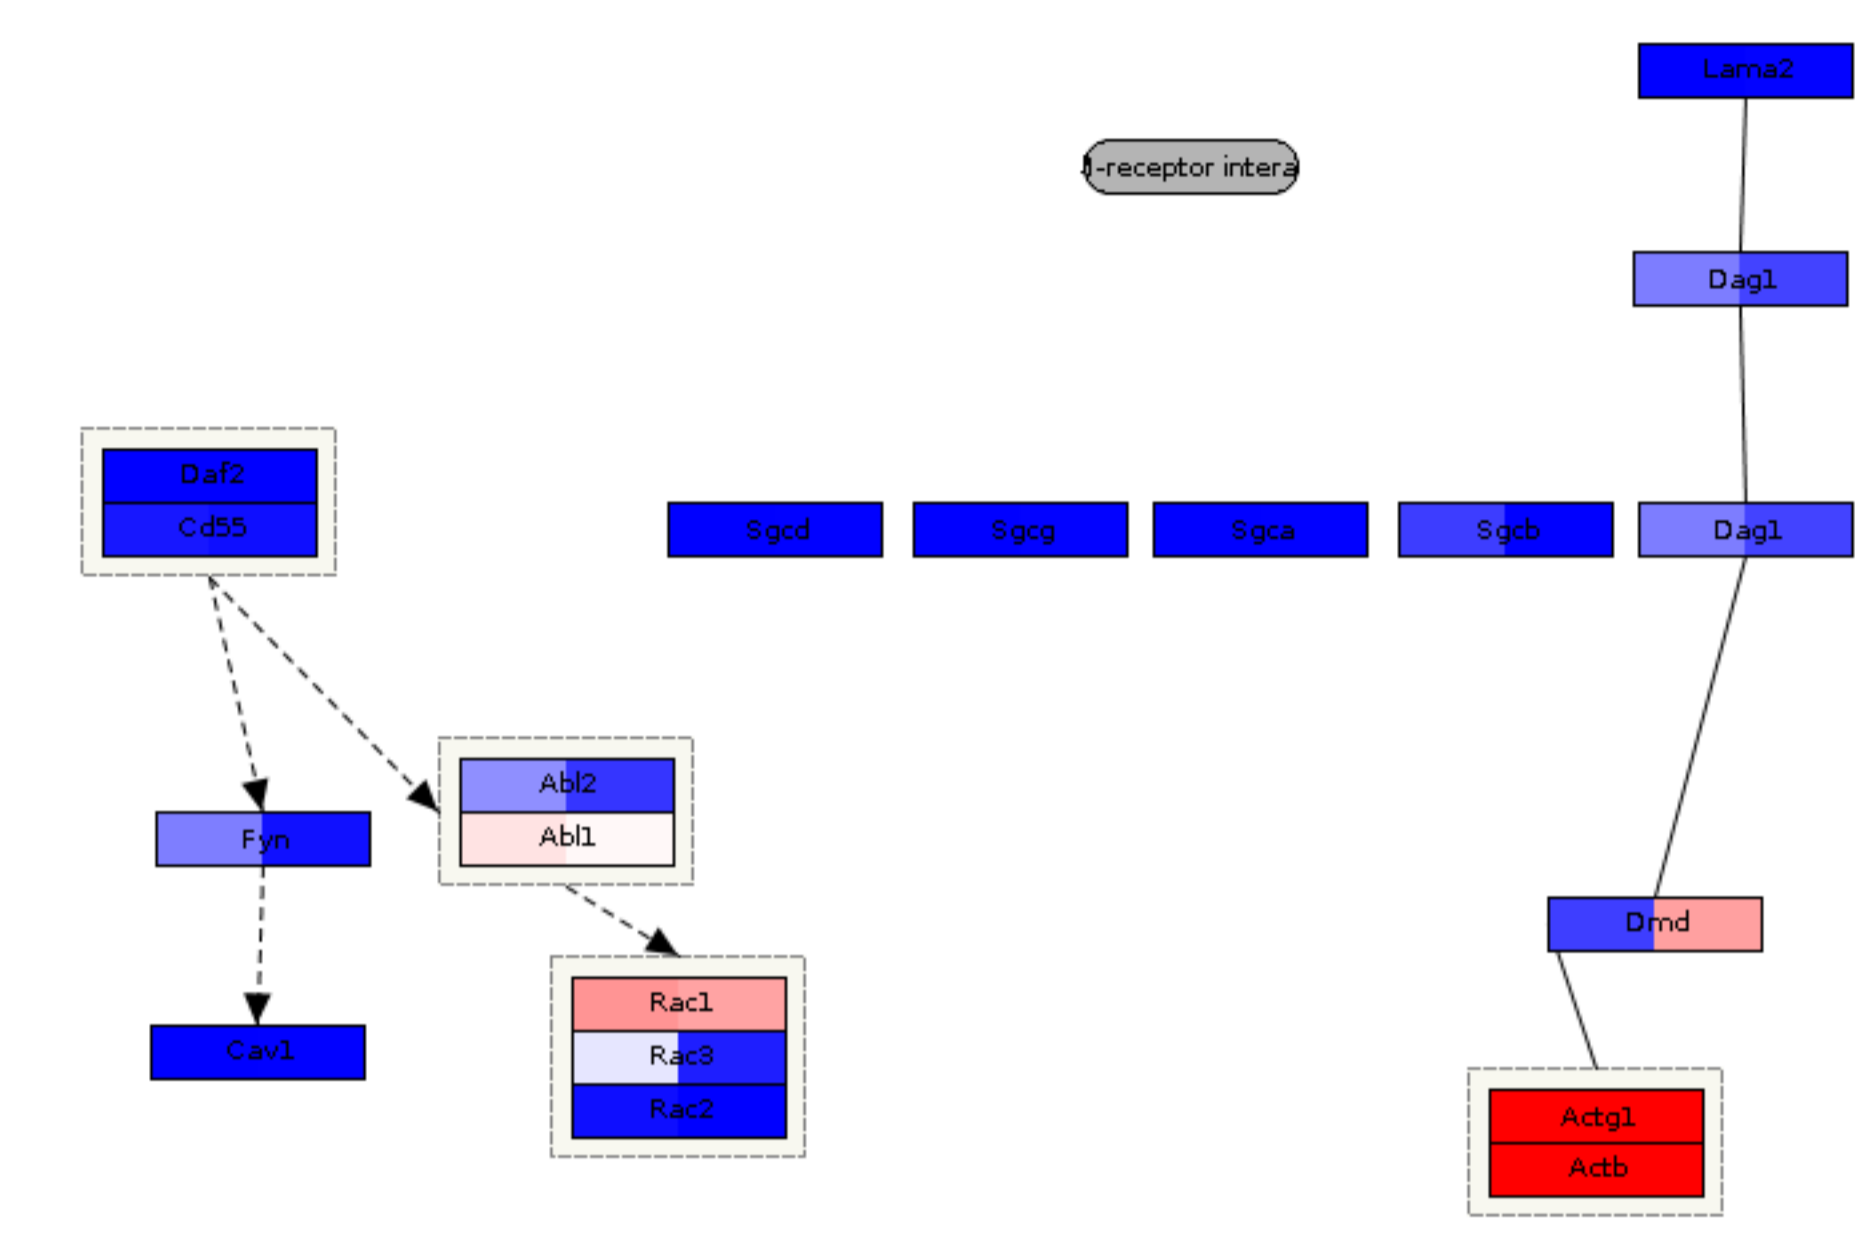 Lama2
-receptor intera
Dag1
Daf2
Cd55
Sgcd
Sgcg
Sgca
Sgcb
Dag1
Abl2
Abl1
Fyn
Dmd
Rac1
Rac3
Rac2
Cav1
Actg1
Actb